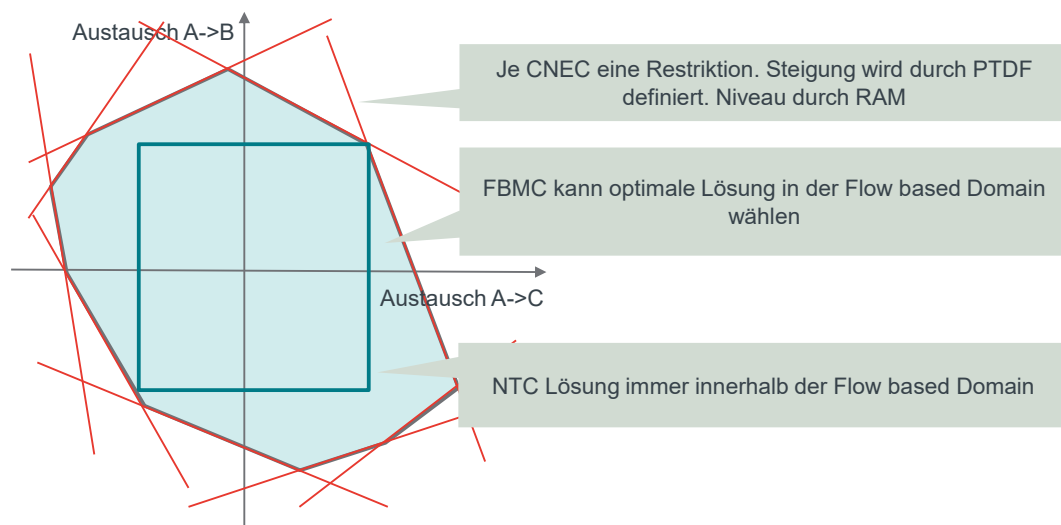 Austausch A->B
Je CNEC eine Restriktion. Steigung wird durch PTDF
definiert. Niveau durch RAM
FBMC kann optimale Lösung in der Flow based Domain
wählen
Austausch A->C
NTC Lösung immer innerhalb der Flow based Domain